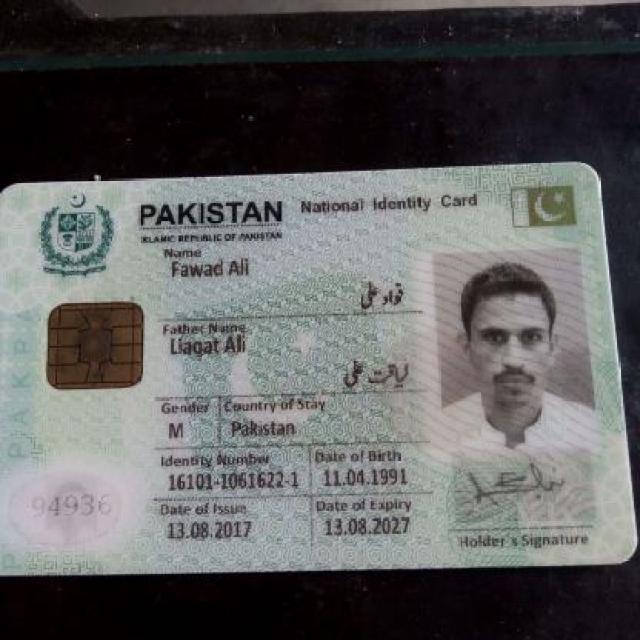 PAKISTAN National Identity Card
ISLAMIC REPUBLIC OF PAKISTAN
Name
Fawad Ali
فواد علی
Father Name
Liaqat Ali
لیاقت علی
Gender Country of Stay
M Pakistan
Identity Number Date of Birth
16101-1061622-1 11.04.1991
Date of Issue Date of Expiry
13.08.2017 13.08.2027
94936
Holder's Signature